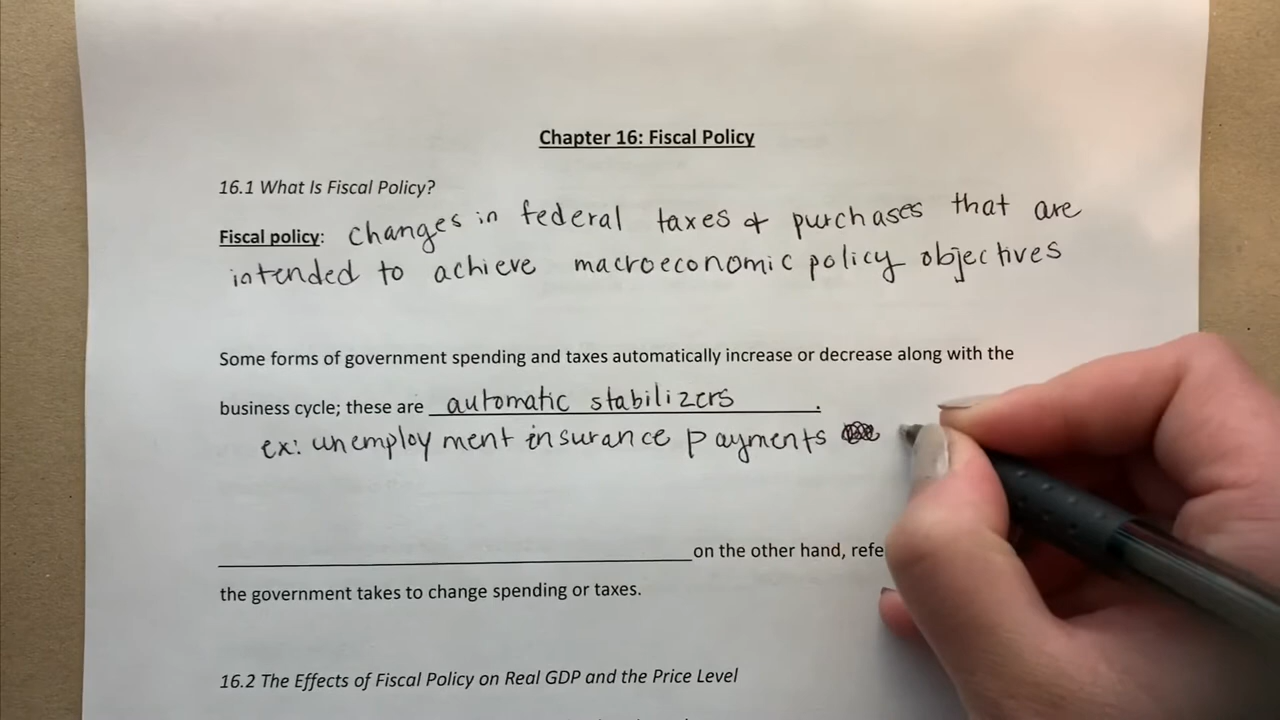 Chapter 16: Fiscal Policy
16.1 What Is Fiscal Policy?
Fiscal policy: changes in federal taxes & purchases that are
intended to achieve macroeconomic policy objectives
Some forms of government spending and taxes automatically increase or decrease along with the
business cycle; these are automatic stabilizers .
ex: unemployment insurance payments
on the other hand, refe
the government takes to change spending or taxes.
16.2 The Effects of Fiscal Policy on Real GDP and the Price Level